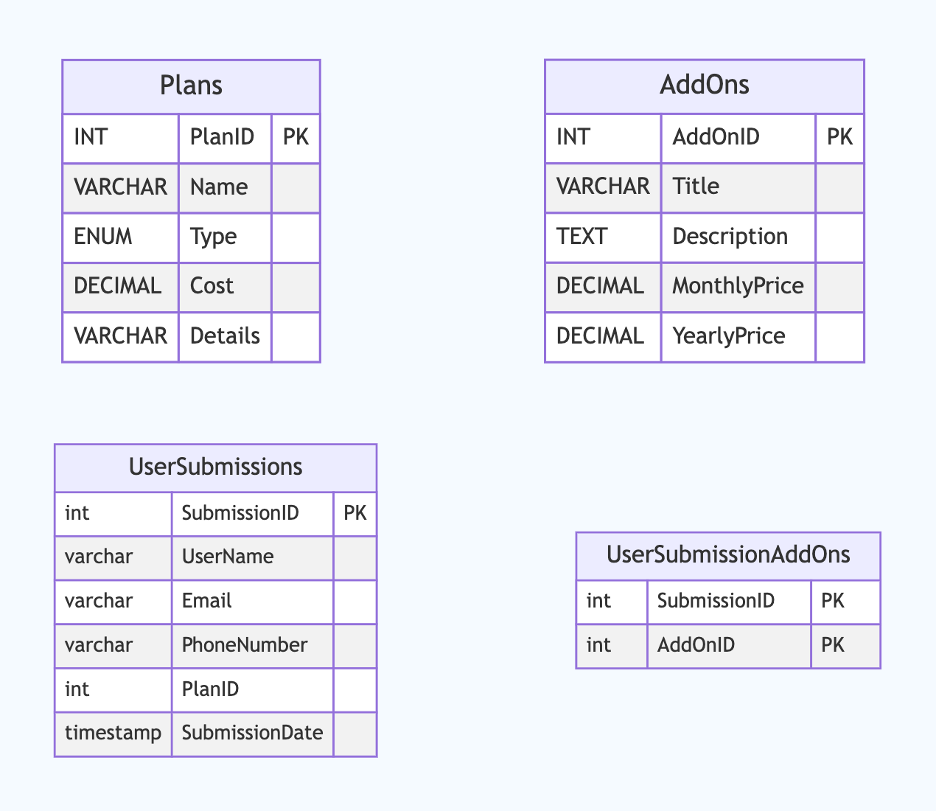 Plans
INT PlanID PK
VARCHAR Name
ENUM Type
DECIMAL Cost
VARCHAR Details
AddOns
INT AddOnID PK
VARCHAR Title
TEXT Description
DECIMAL MonthlyPrice
DECIMAL YearlyPrice
UserSubmissions
int SubmissionID PK
varchar UserName
varchar Email
varchar PhoneNumber
int PlanID
timestamp SubmissionDate
UserSubmissionAddOns
int SubmissionID PK
int AddOnID PK